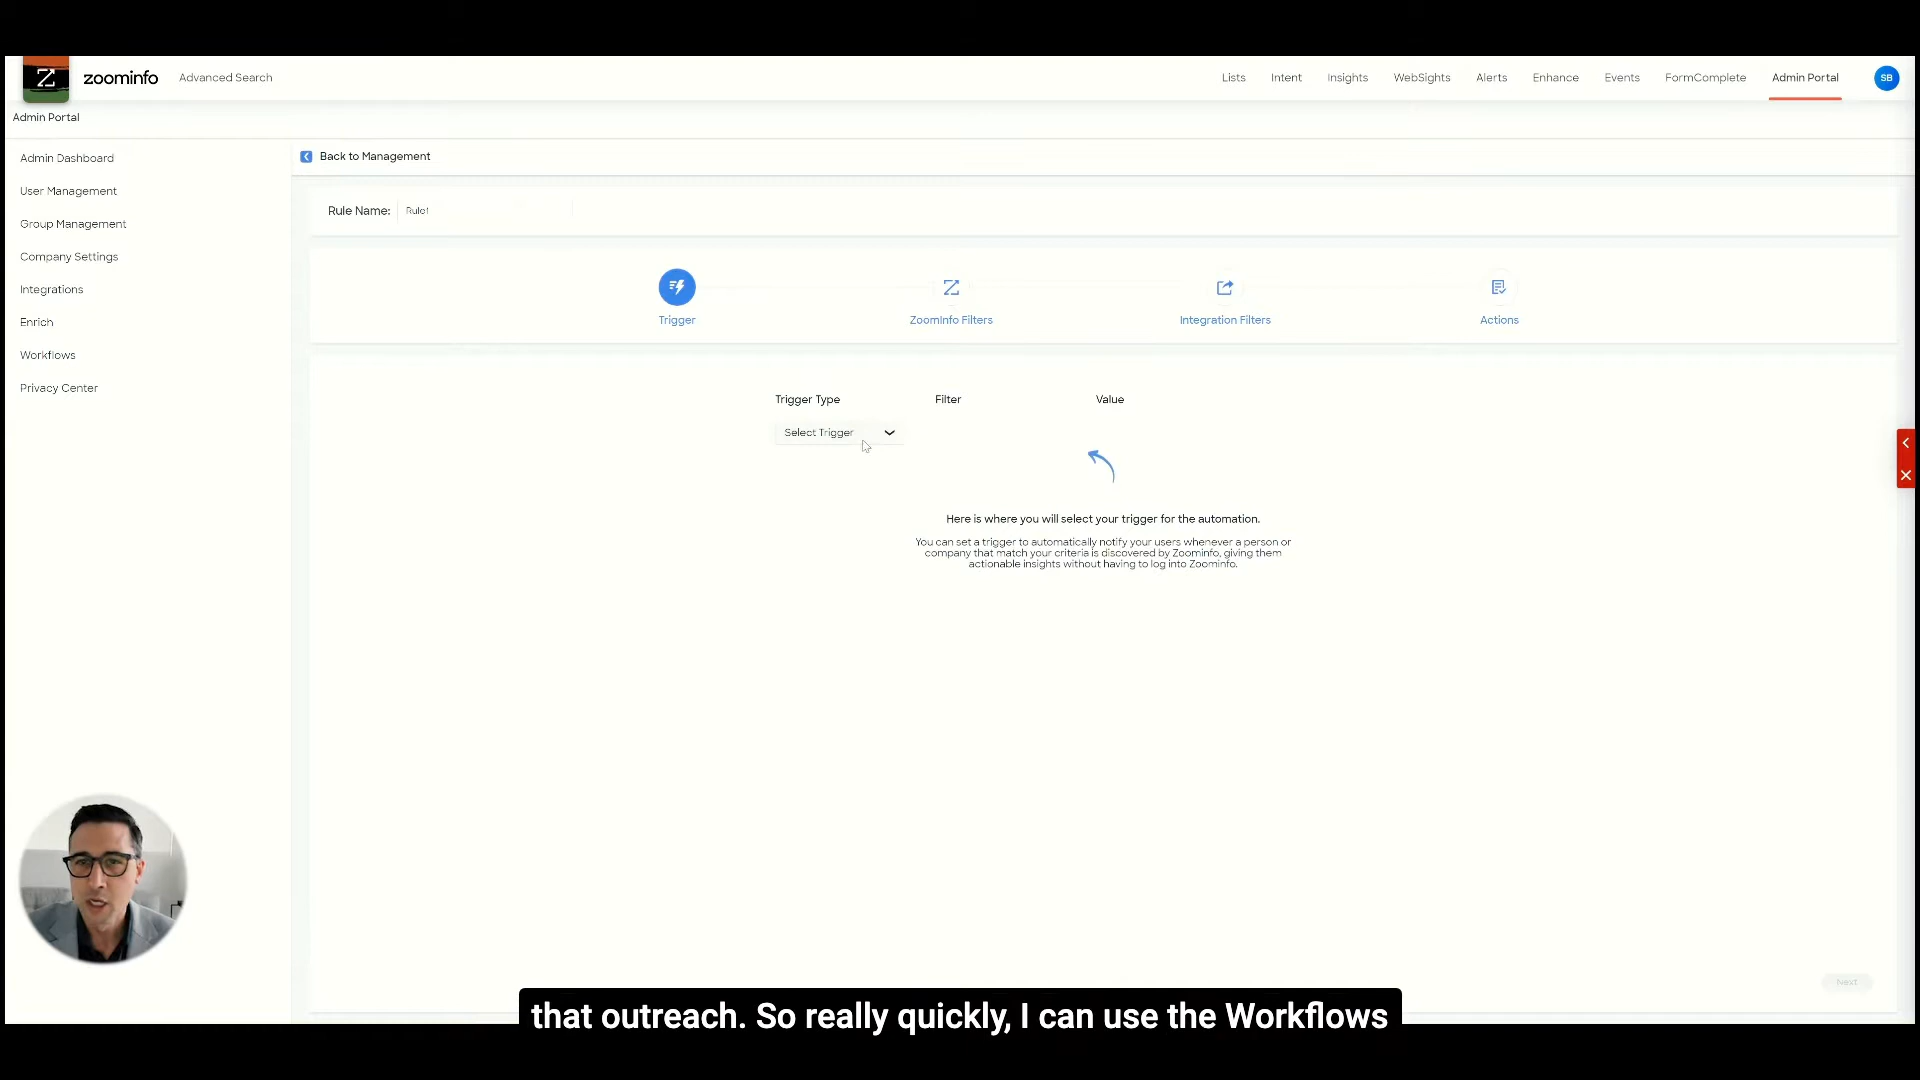 zoominfo
Advanced Search
Lists
Intent
Insights
WebSights
Alerts
Enhance
Events
FormComplete
Admin Portal
SB
Admin Portal
Admin Dashboard
User Management
Group Management
Company Settings
Integrations
Enrich
Workflows
Privacy Center
Back to Management
Rule Name:
Rule1
Trigger
ZoomInfo Filters
Integration Filters
Actions
Trigger Type
Filter
Value
Select Trigger
Here is where you will select your trigger for the automation.
You can set a trigger to automatically notify your users whenever a person or
company that match your criteria is discovered by Zoominfo, giving them
actionable insights without having to log into Zoominfo.
Next
that outreach. So really quickly, I can use the Workflows